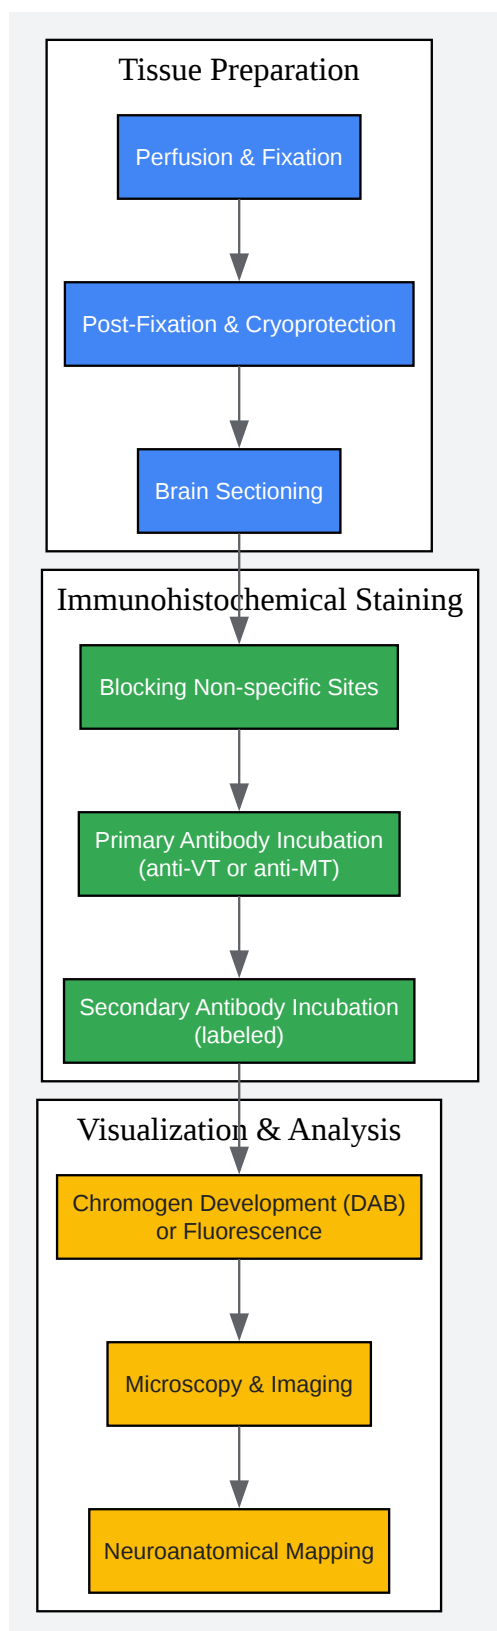 Tissue Preparation
Perfusion & Fixation
Post-Fixation & Cryoprotection
Brain Sectioning
Immunohistochemical Staining
Blocking Non-specific Sites
Primary Antibody Incubation
(anti-VT or anti-MT)
Secondary Antibody Incubation
(labeled)
Visualization & Analysis
Chromogen Development (DAB)
or Fluorescence
Microscopy & Imaging
Neuroanatomical Mapping